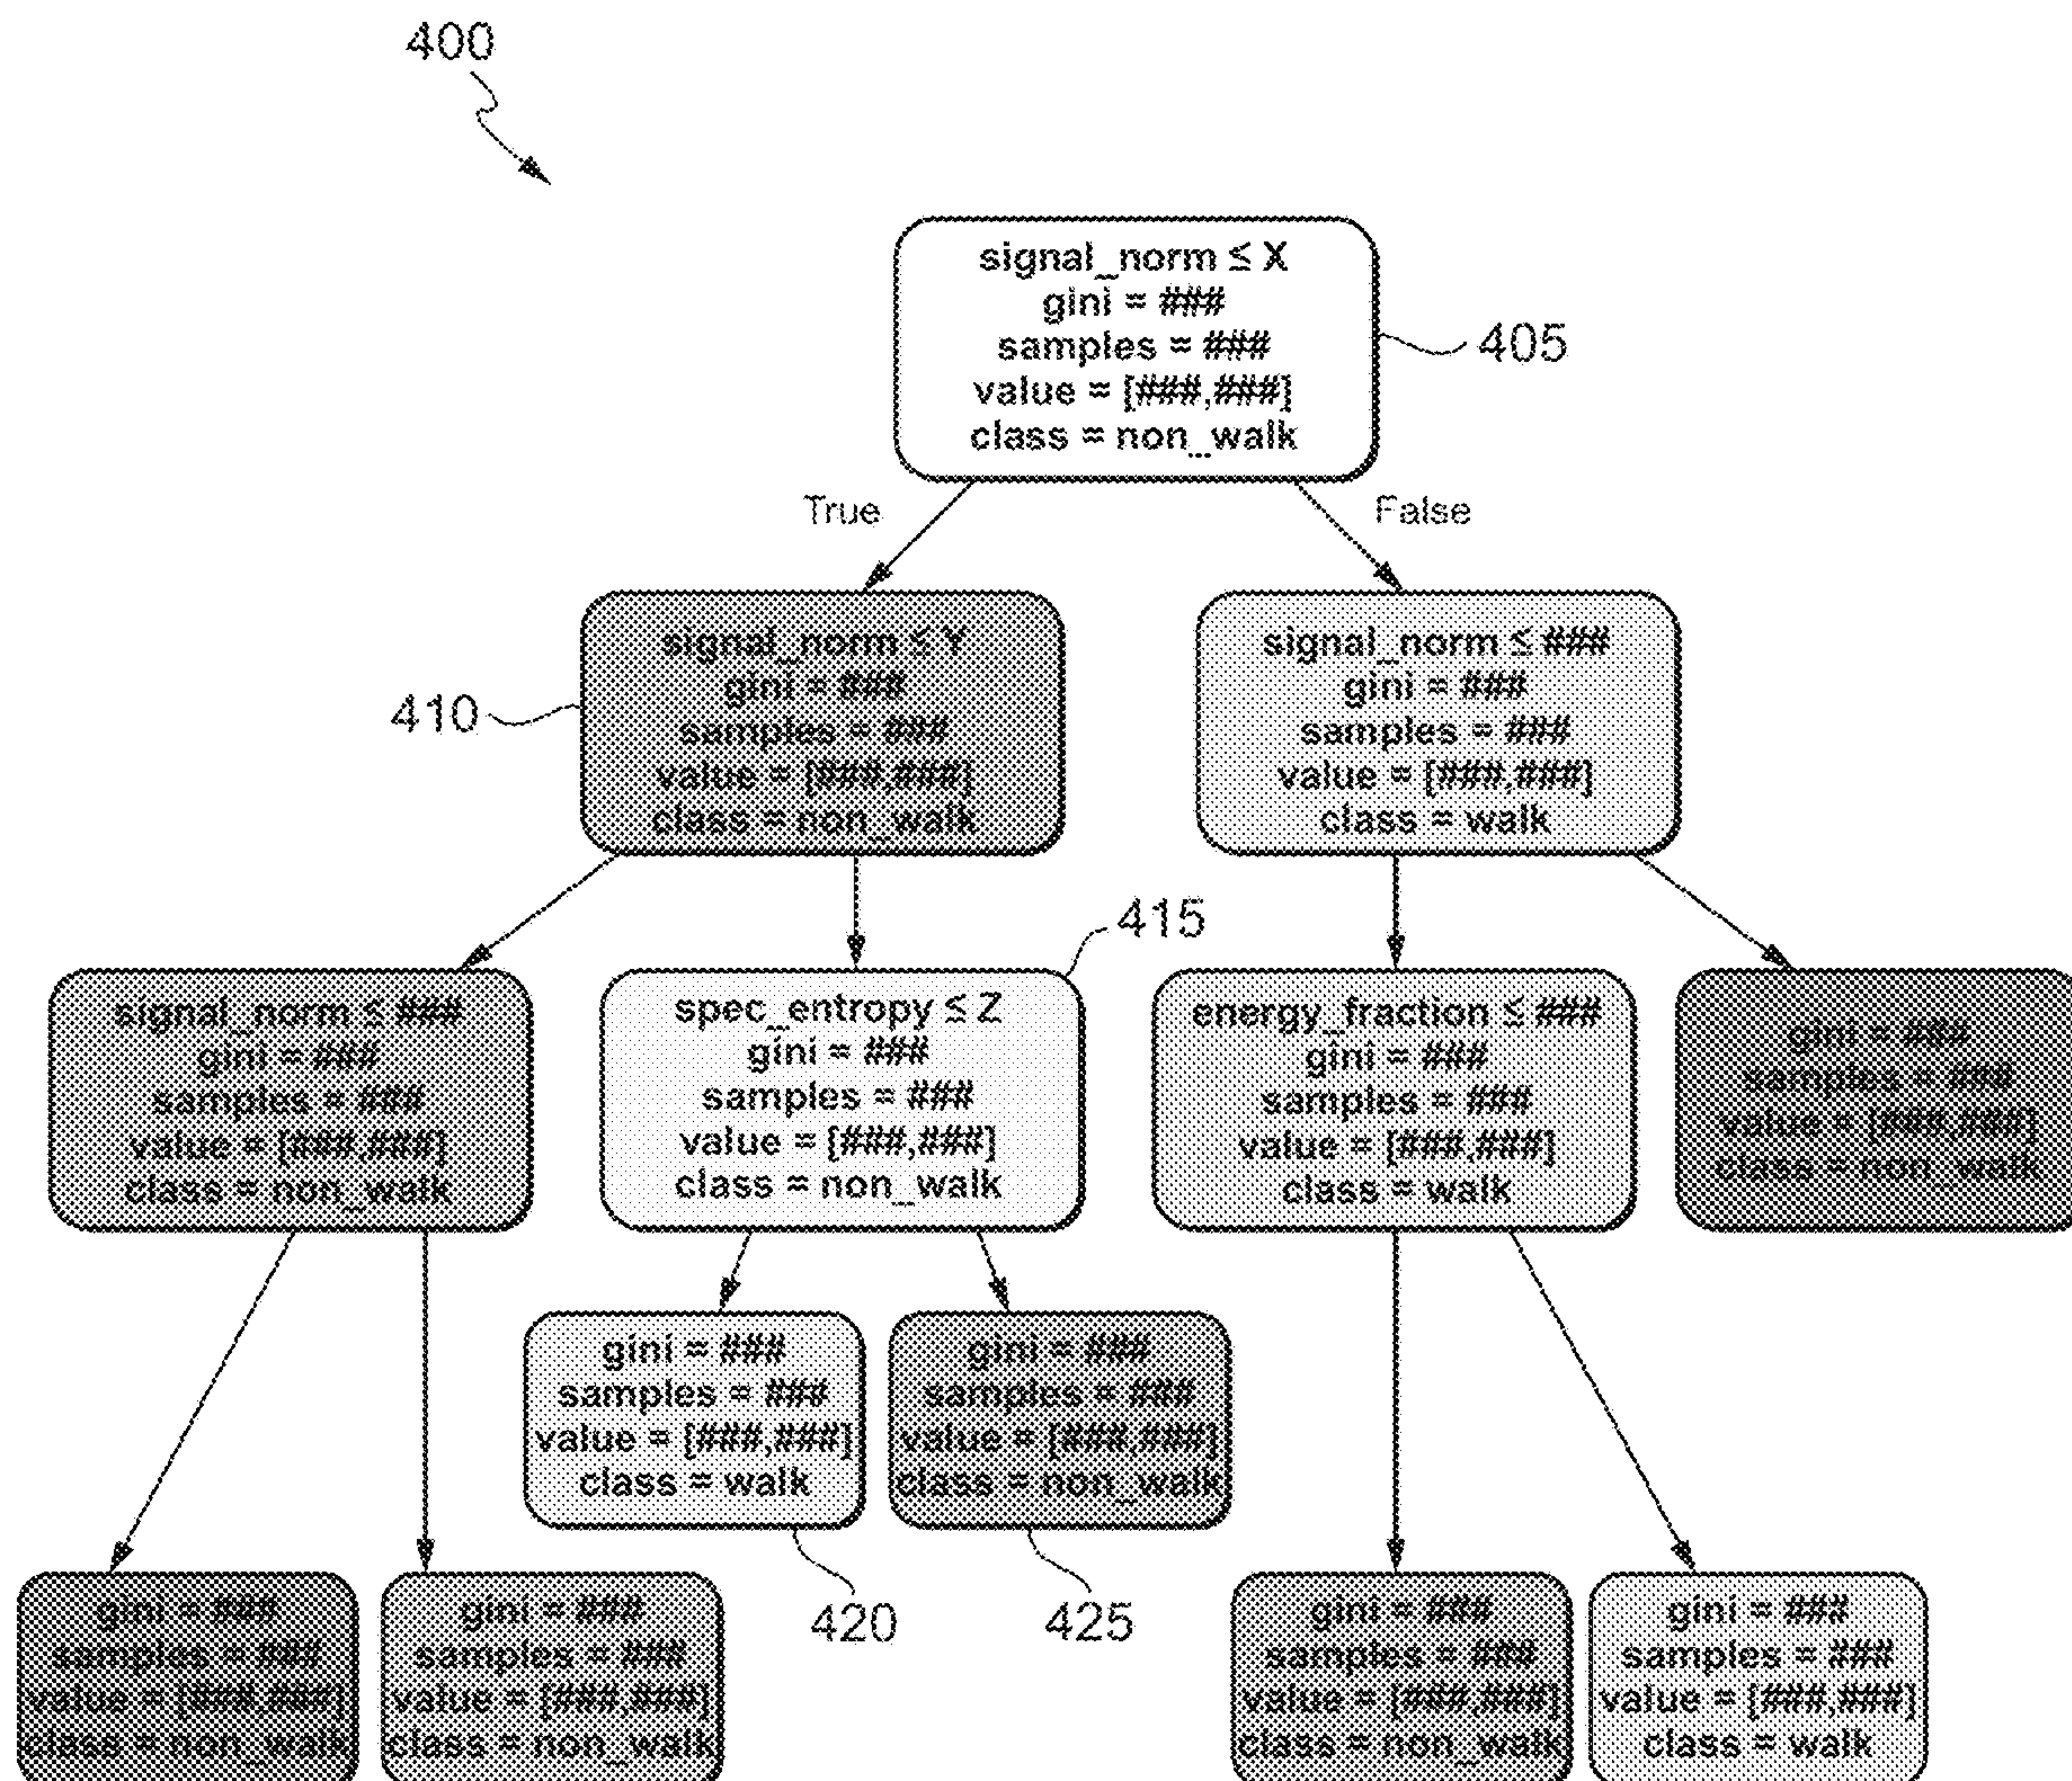 400
signal_norm ≤ X
gini = ###
samples = ###
value = [###,###]
class = non_walk
405
True
False
signal_norm ≤ Y
gini = ###
samples = ###
value = [###,###]
class = non_walk
410
signal_norm ≤ ###
gini = ###
samples = ###
value = [###,###]
class = walk
signal_norm ≤ ###
gini = ###
samples = ###
value = [###,###]
class = non_walk
415
spec_entropy ≤ Z
gini = ###
samples = ###
value = [###,###]
class = non_walk
energy_fraction ≤ ###
gini = ###
samples = ###
value = [###,###]
class = walk
gini = ###
samples = ###
value = [###,###]
class = non_walk
gini = ###
samples = ###
value = [###,###]
class = walk
420
gini = ###
samples = ###
value = [###,###]
class = non_walk
425
gini = ###
samples = ###
value = [###,###]
class = non_walk
gini = ###
samples = ###
value = [###,###]
class = non_walk
gini = ###
samples = ###
value = [###,###]
class = non_walk
gini = ###
samples = ###
value = [###,###]
class = walk